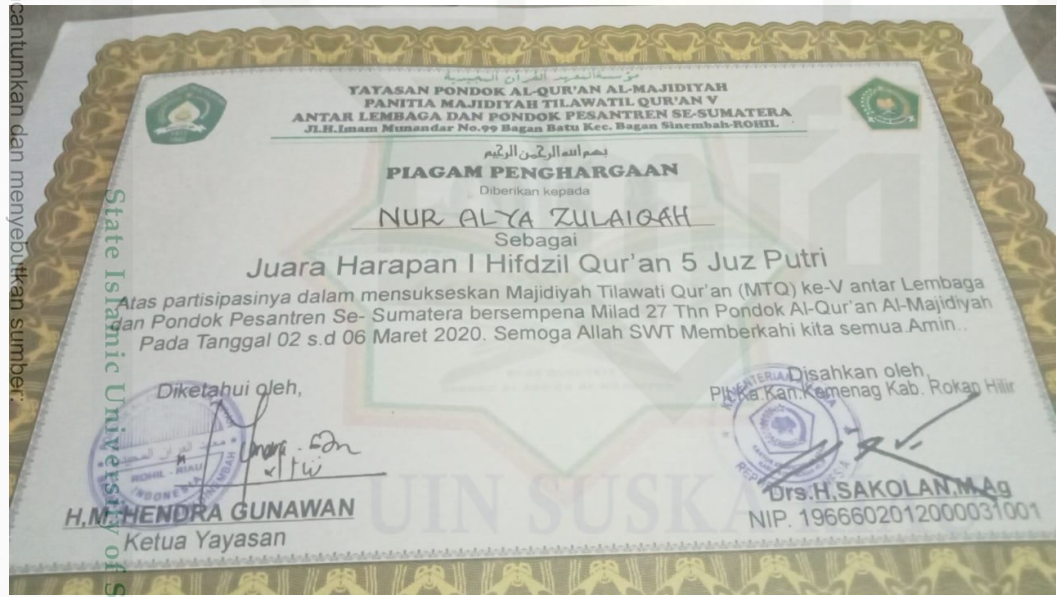 مؤسسة المعهد القرآن المجيدية
YAYASAN PONDOK AL-QUR'AN AL-MAJIDIYAH
PANITIA MAJIDIYAH TILAWATIL QUR'AN V
ANTAR LEMBAGA DAN PONDOK PESANTREN SE-SUMATERA
JL.H.Imam Munandar No.99 Bagan Batu Kec. Bagan Sinembah-ROHIL
بسم الله الرحمن الرحيم
PIAGAM PENGHARGAAN
Diberikan kepada
NUR ALYA ZULAIQAH
Sebagai
Juara Harapan I Hifdzil Qur'an 5 Juz Putri
Atas partisipasinya dalam mensukseskan Majidiyah Tilawati Qur'an (MTQ) ke-V antar Lembaga
dan Pondok Pesantren Se- Sumatera bersempena Milad 27 Thn Pondok Al-Qur'an Al-Majidiyah
Pada Tanggal 02 s.d 06 Maret 2020. Semoga Allah SWT Memberkahi kita semua.Amin..
Diketahui oleh,
ROHIL - RIAU
INDONESIA
H,M. HENDRA GUNAWAN
Ketua Yayasan
Disahkan oleh,
Plt.Ka.Kan.Kemenag Kab. Rokan Hilir
Drs.H,SAKOLAN,M.Ag
NIP. 1966602012000031001
cantumkan dan menyebutkan sumber:
State Islamic University of S
UIN SUSKA